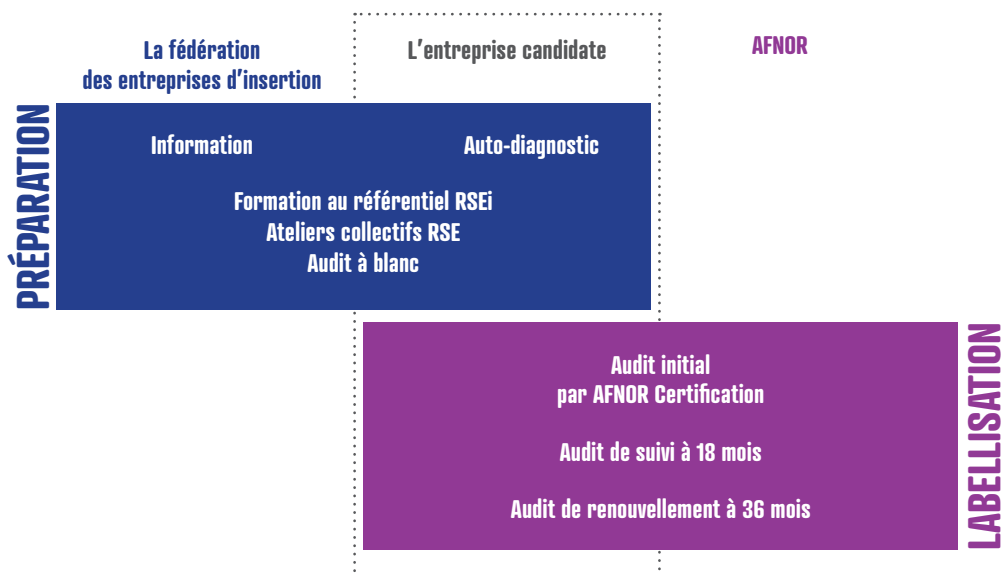 La fédération
des entreprises d'insertion
L'entreprise candidate
AFNOR
PRÉPARATION
Information
Auto-diagnostic
Formation au référentiel RSEi
Ateliers collectifs RSE
Audit à blanc
Audit initial
par AFNOR Certification
Audit de suivi à 18 mois
Audit de renouvellement à 36 mois
LABELLISATION